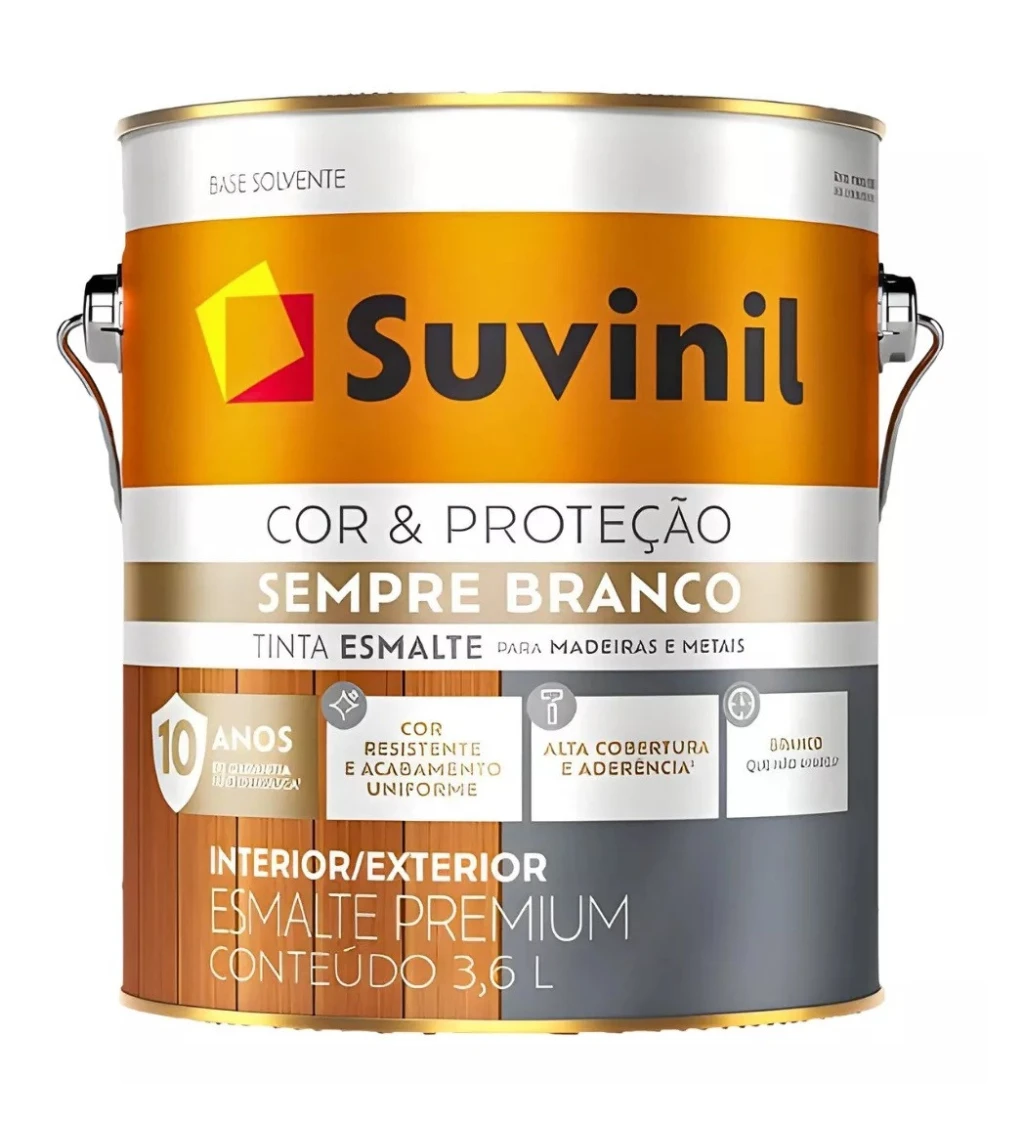 BASE SOLVENTE
Suvinil
COR & PROTEÇÃO
SEMPRE BRANCO
TINTA ESMALTE PARA MADEIRAS E METAIS
10 ANOS
COR
RESISTENTE
E ACABAMENTO
UNIFORME
ALTA COBERTURA
E ADERÊNCIA¹
INTERIOR/EXTERIOR
ESMALTE PREMIUM
CONTEÚDO 3,6 L